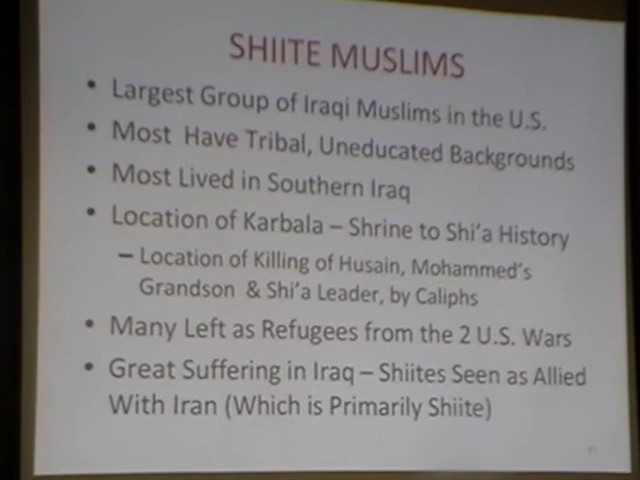 SHIITE MUSLIMS
• Largest Group of Iraqi Muslims in the U.S.
• Most Have Tribal, Uneducated Backgrounds
• Most Lived in Southern Iraq
• Location of Karbala – Shrine to Shi'a History
– Location of Killing of Husain, Mohammed's
Grandson & Shi'a Leader, by Caliphs
• Many Left as Refugees from the 2 U.S. Wars
• Great Suffering in Iraq – Shiites Seen as Allied
With Iran (Which is Primarily Shiite)